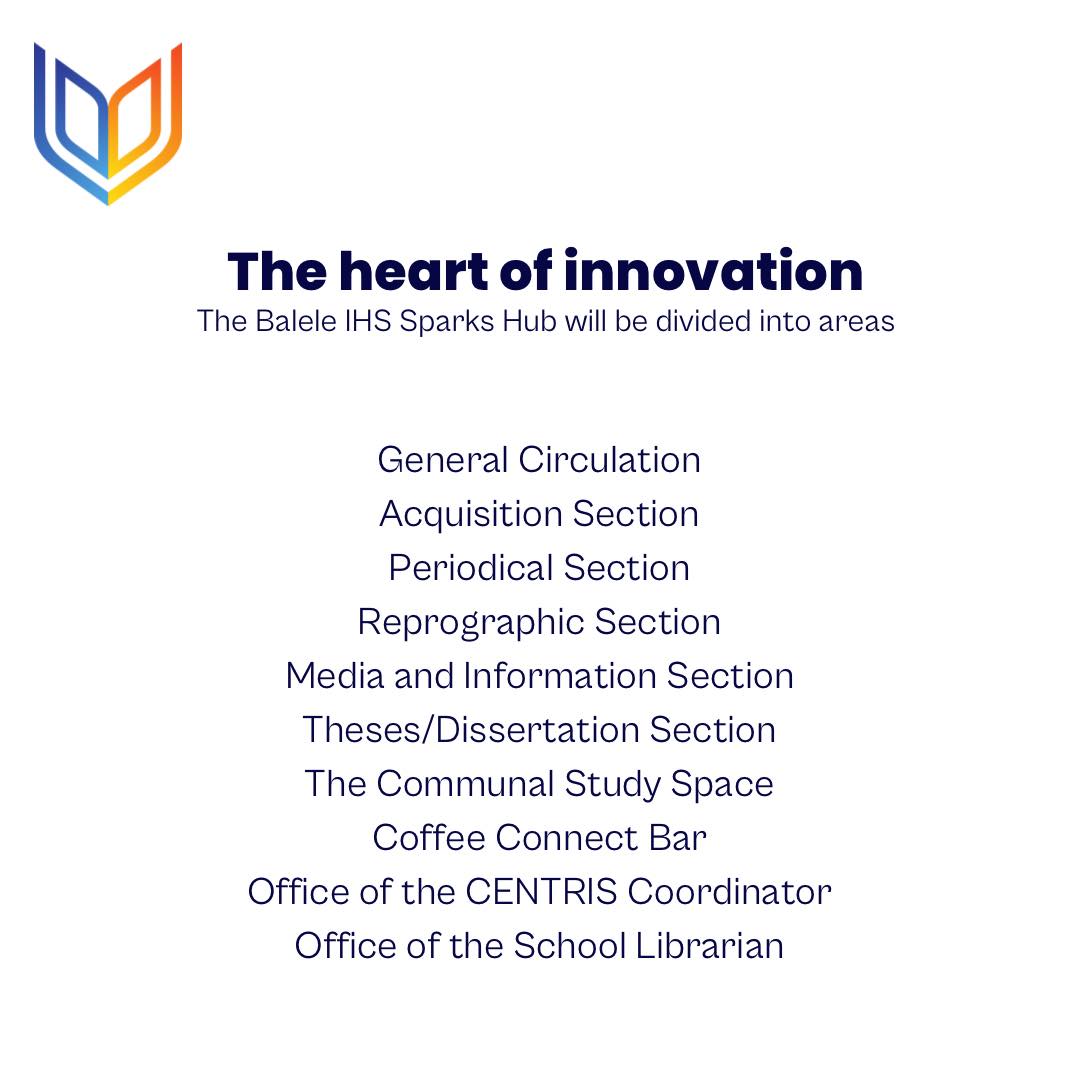 The heart of innovation
The Balele IHS Sparks Hub will be divided into areas
General Circulation
Acquisition Section
Periodical Section
Reprographic Section
Media and Information Section
Theses/Dissertation Section
The Communal Study Space
Coffee Connect Bar
Office of the CENTRIS Coordinator
Office of the School Librarian